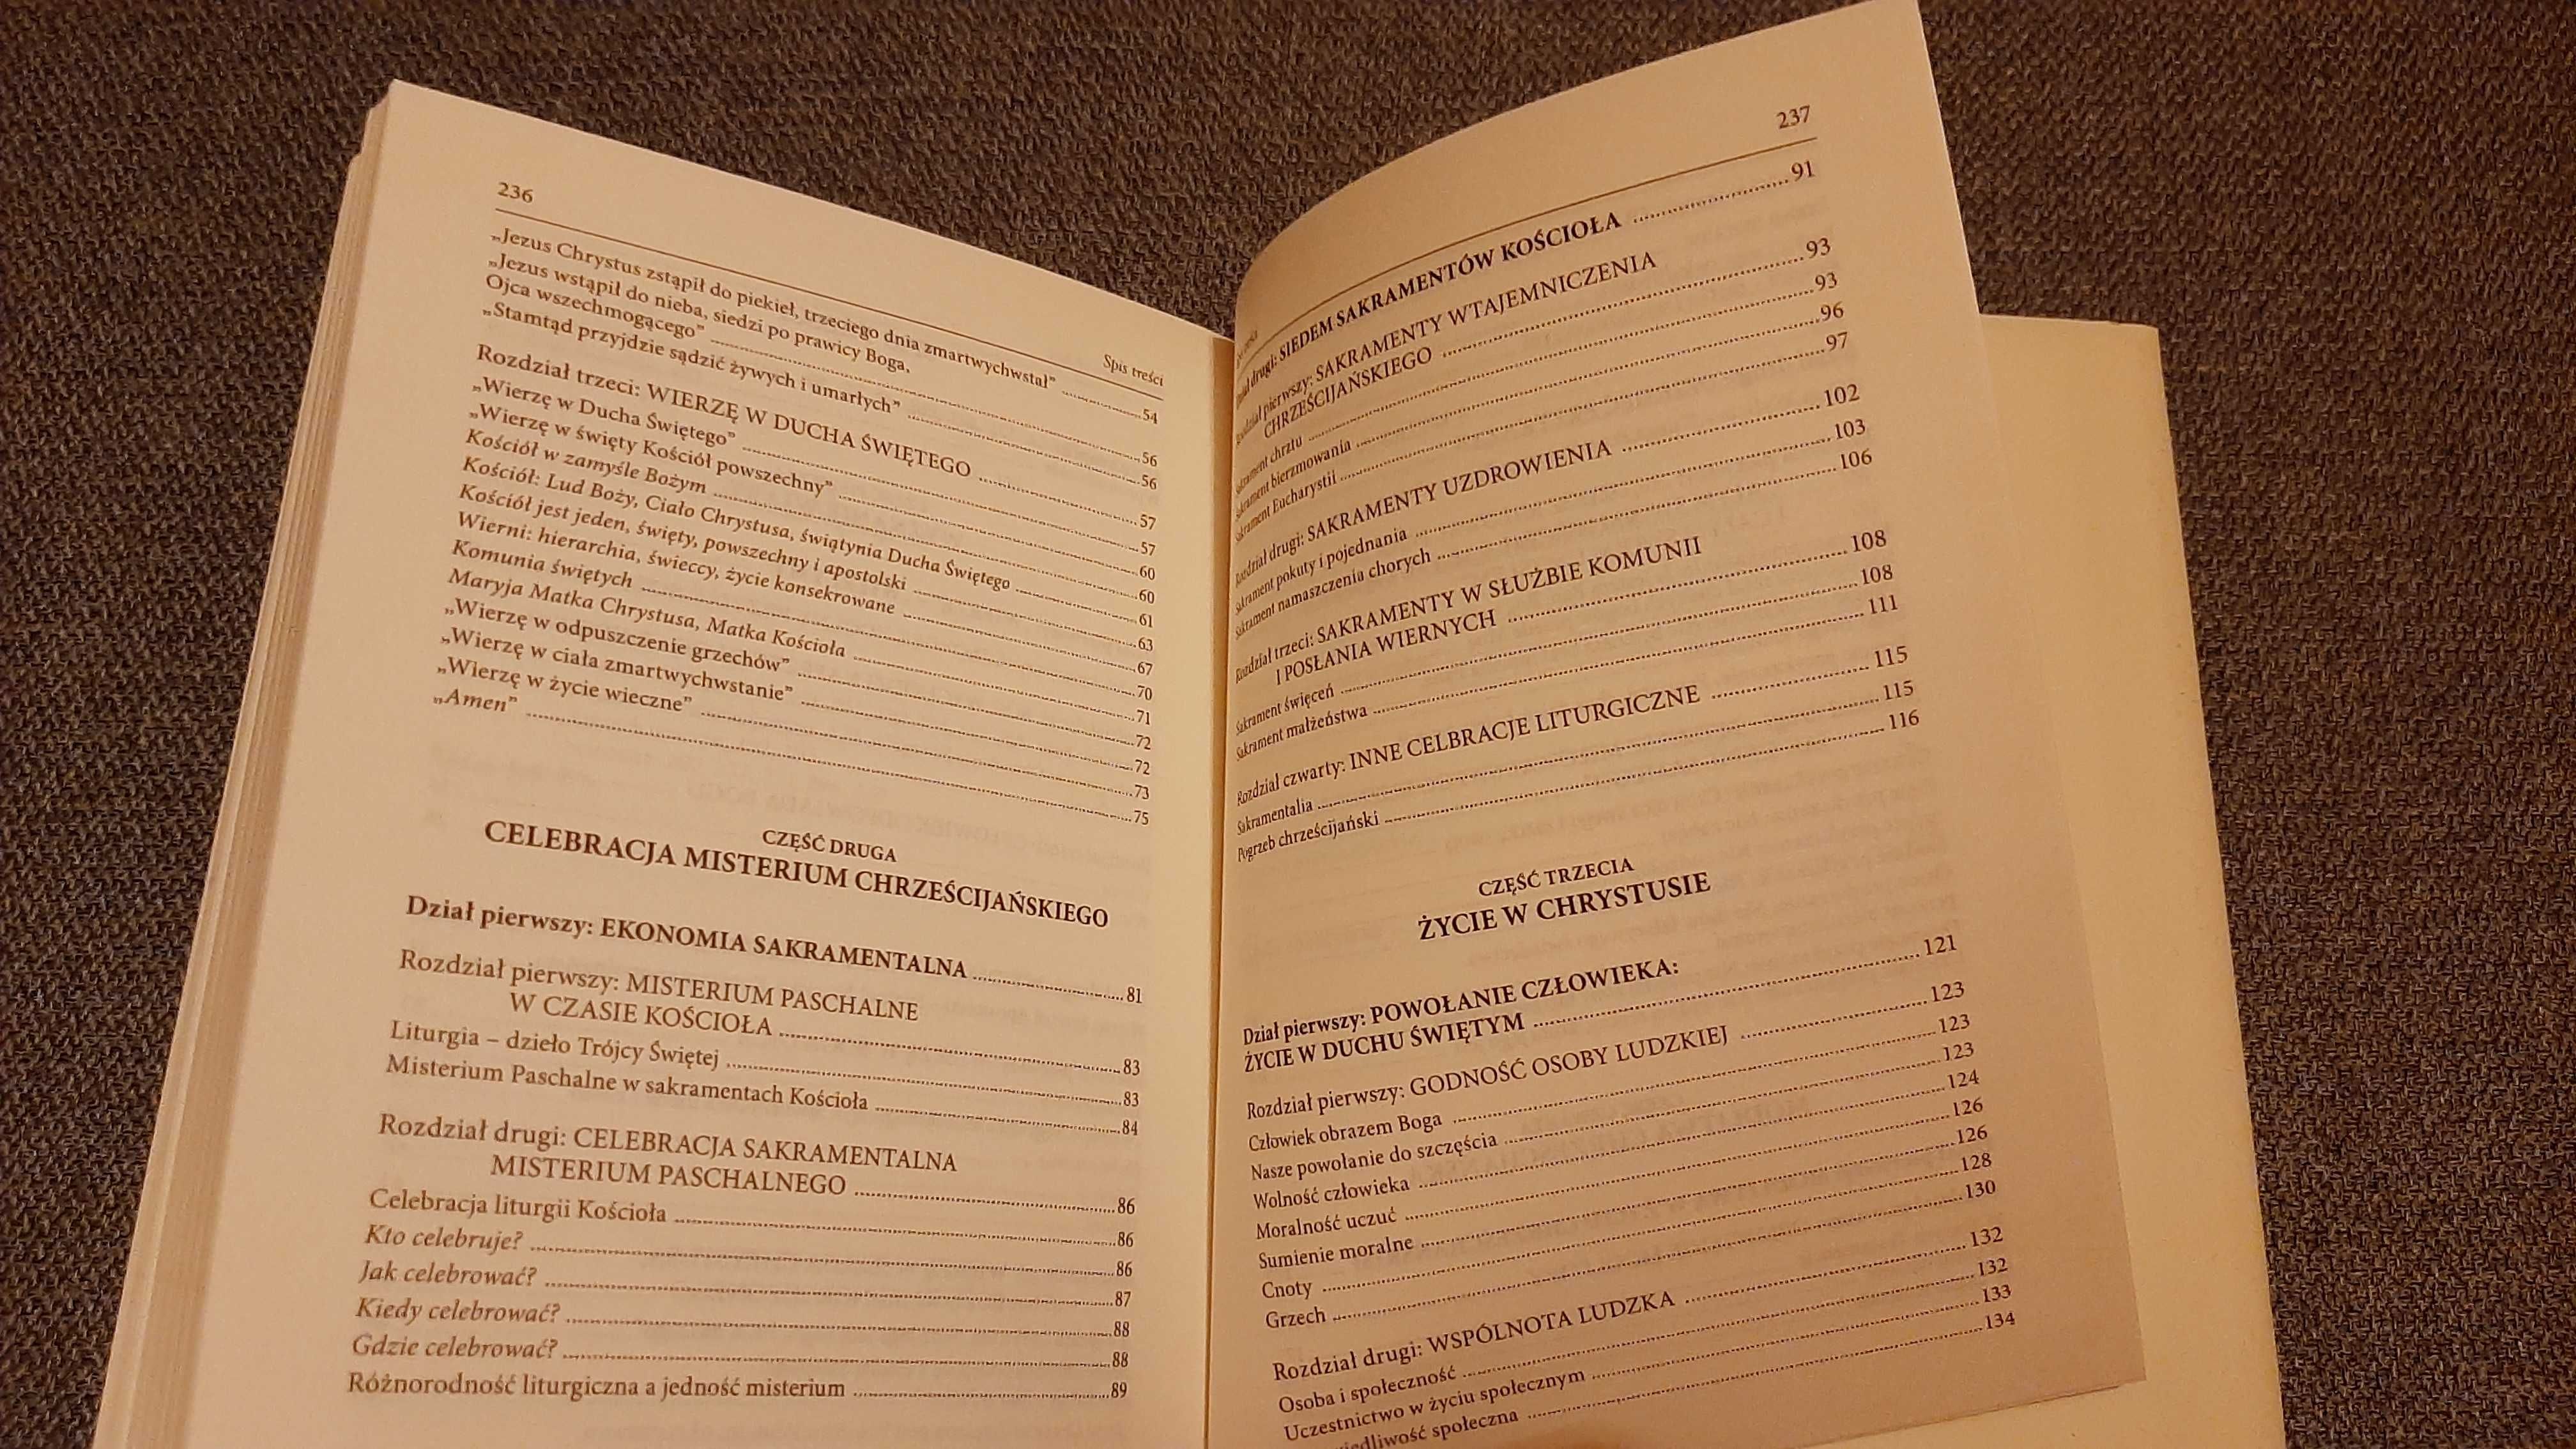 236
Spis treści
„Jezus Chrystus zstąpił do piekieł, trzeciego dnia zmartwychwstał” ........ 54
„Jezus wstąpił do nieba, siedzi po prawicy Boga,
Ojca wszechmogącego” ........ 56
„Stamtąd przyjdzie sądzić żywych i umarłych” ........ 56
Rozdział trzeci: WIERZĘ W DUCHA ŚWIĘTEGO ........ 57
„Wierzę w Ducha Świętego” ........ 57
„Wierzę w święty Kościół powszechny” ........ 60
Kościół w zamyśle Bożym ........ 60
Kościół: Lud Boży, Ciało Chrystusa, świątynia Ducha Świętego ........ 61
Kościół jest jeden, święty, powszechny i apostolski ........ 63
Wierni: hierarchia, świeccy, życie konsekrowane ........ 67
Komunia świętych ........ 70
Maryja Matka Chrystusa, Matka Kościoła ........ 71
„Wierzę w odpuszczenie grzechów” ........ 72
„Wierzę w ciała zmartwychwstanie” ........ 72
„Wierzę w życie wieczne” ........ 73
„Amen” ........ 75
CZĘŚĆ DRUGA
CELEBRACJA MISTERIUM CHRZEŚCIJAŃSKIEGO
Dział pierwszy: EKONOMIA SAKRAMENTALNA ........ 81
Rozdział pierwszy: MISTERIUM PASCHALNE
W CZASIE KOŚCIOŁA ........ 83
Liturgia – dzieło Trójcy Świętej ........ 83
Misterium Paschalne w sakramentach Kościoła ........ 84
Rozdział drugi: CELEBRACJA SAKRAMENTALNA
MISTERIUM PASCHALNEGO ........ 86
Celebracja liturgii Kościoła ........ 86
Kto celebruje? ........ 86
Jak celebrować? ........ 87
Kiedy celebrować? ........ 88
Gdzie celebrować? ........ 88
Różnorodność liturgiczna a jedność misterium ........ 89
237
drugi: SIEDEM SAKRAMENTÓW KOŚCIOŁA ........ 91
Rozdział pierwszy: SAKRAMENTY WTAJEMNICZENIA
CHRZEŚCIJAŃSKIEGO ........ 93
Sakrament chrztu ........ 93
Sakrament bierzmowania ........ 96
Sakrament Eucharystii ........ 97
Rozdział drugi: SAKRAMENTY UZDROWIENIA ........ 102
Sakrament pokuty i pojednania ........ 103
Sakrament namaszczenia chorych ........ 106
Rozdział trzeci: SAKRAMENTY W SŁUŻBIE KOMUNII
I POSŁANIA WIERNYCH ........ 108
Sakrament święceń ........ 108
Sakrament małżeństwa ........ 111
Rozdział czwarty: INNE CELBRACJE LITURGICZNE ........ 115
Sakramentalia ........ 115
Pogrzeb chrześcijański ........ 116
CZĘŚĆ TRZECIA
ŻYCIE W CHRYSTUSIE
Dział pierwszy: POWOŁANIE CZŁOWIEKA:
ŻYCIE W DUCHU ŚWIĘTYM ........ 121
Rozdział pierwszy: GODNOŚĆ OSOBY LUDZKIEJ ........ 123
Człowiek obrazem Boga ........ 123
Nasze powołanie do szczęścia ........ 123
Wolność człowieka ........ 124
Moralność uczuć ........ 126
Sumienie moralne ........ 126
Cnoty ........ 128
Grzech ........ 130
Rozdział drugi: WSPÓLNOTA LUDZKA ........ 132
Osoba i społeczność ........ 132
Uczestnictwo w życiu społecznym ........ 133
społeczna ........ 134